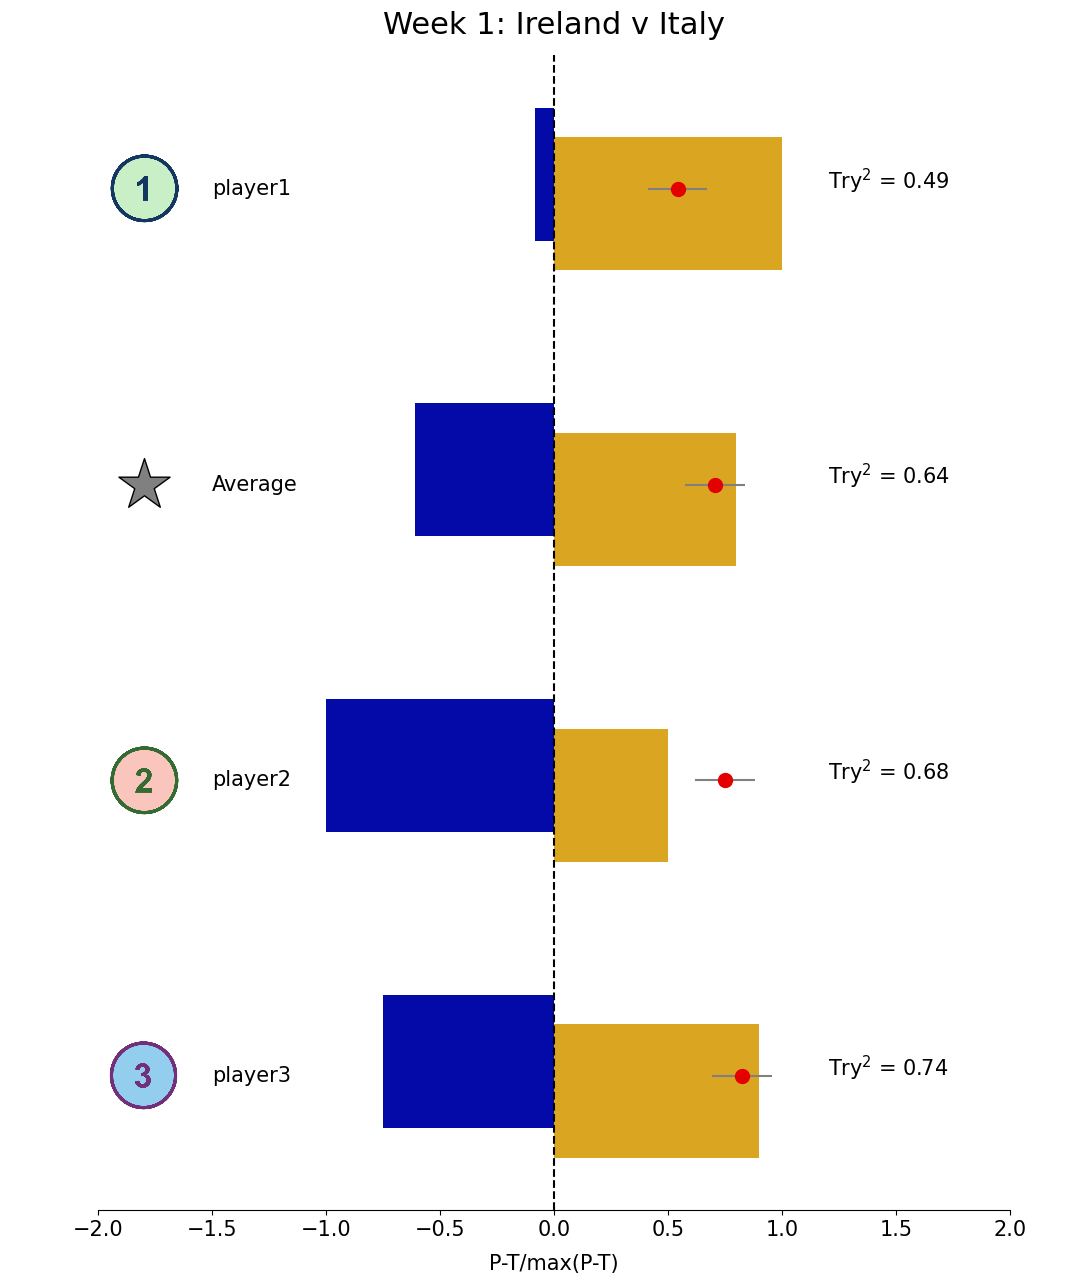 Week 1: Ireland v Italy
1 player1 Try² = 0.49
Average Try² = 0.64
2 player2 Try² = 0.68
3 player3 Try² = 0.74
−2.0 −1.5 −1.0 −0.5 0.0 0.5 1.0 1.5 2.0
P-T/max(P-T)